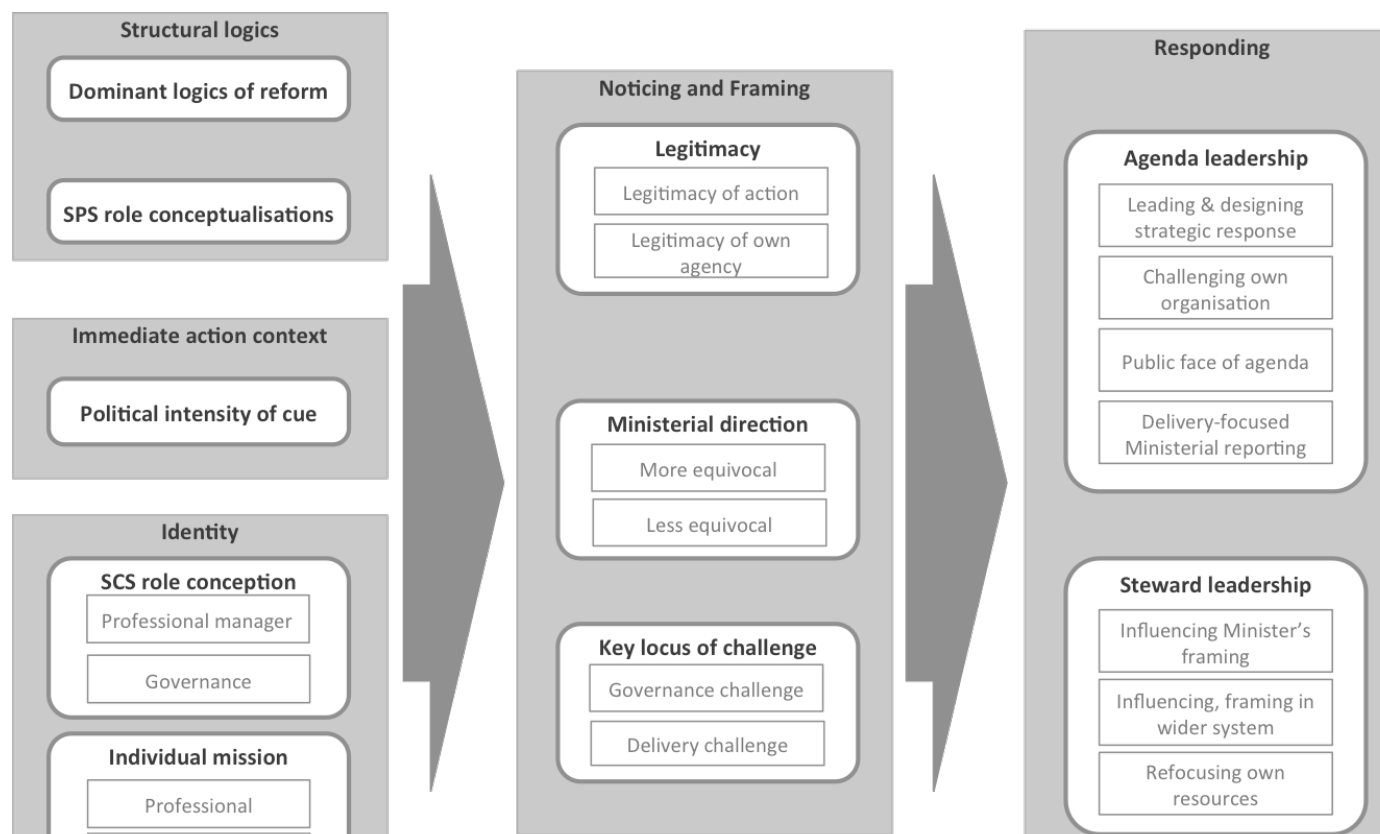 Structural logics
Dominant logics of reform
SPS role conceptualisations
Immediate action context
Political intensity of cue
Identity
SCS role conception
Professional manager
Governance
Individual mission
Professional
Noticing and Framing
Legitimacy
Legitimacy of action
Legitimacy of own
agency
Ministerial direction
More equivocal
Less equivocal
Key locus of challenge
Governance challenge
Delivery challenge
Responding
Agenda leadership
Leading & designing
strategic response
Challenging own
organisation
Public face of agenda
Delivery-focused
Ministerial reporting
Steward leadership
Influencing Minister’s
framing
Influencing, framing in
wider system
Refocusing own
resources